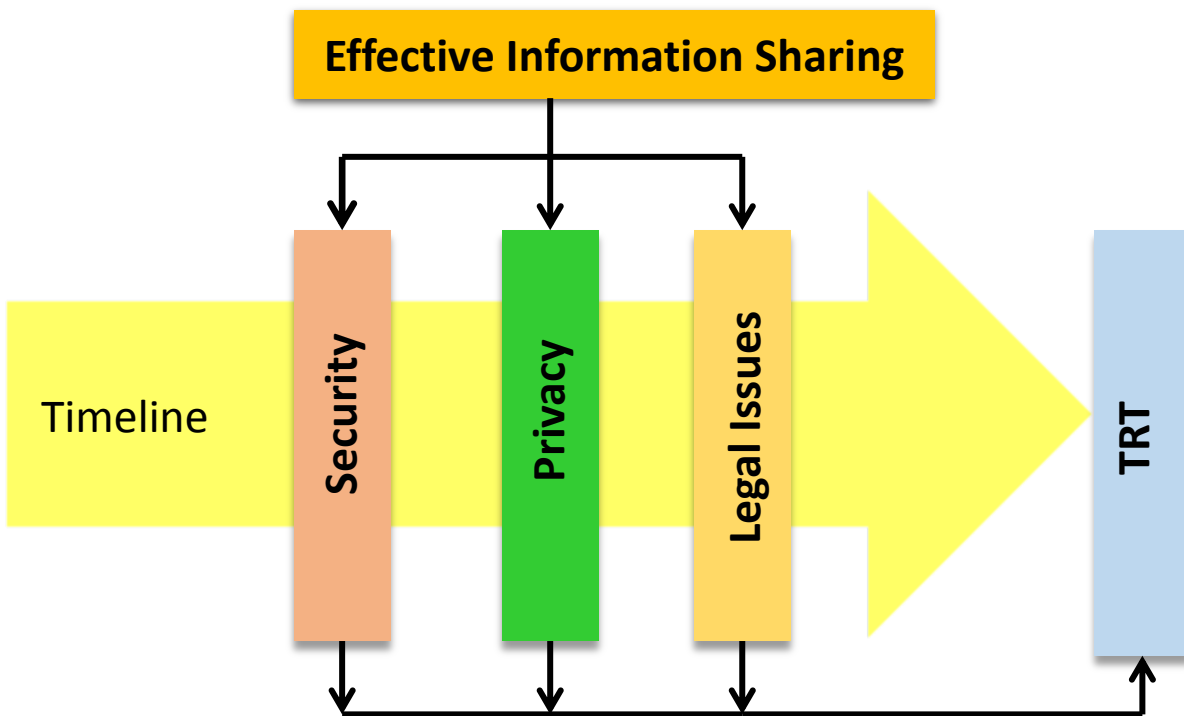 Effective Information Sharing
Timeline
Security
Privacy
Legal Issues
TRT